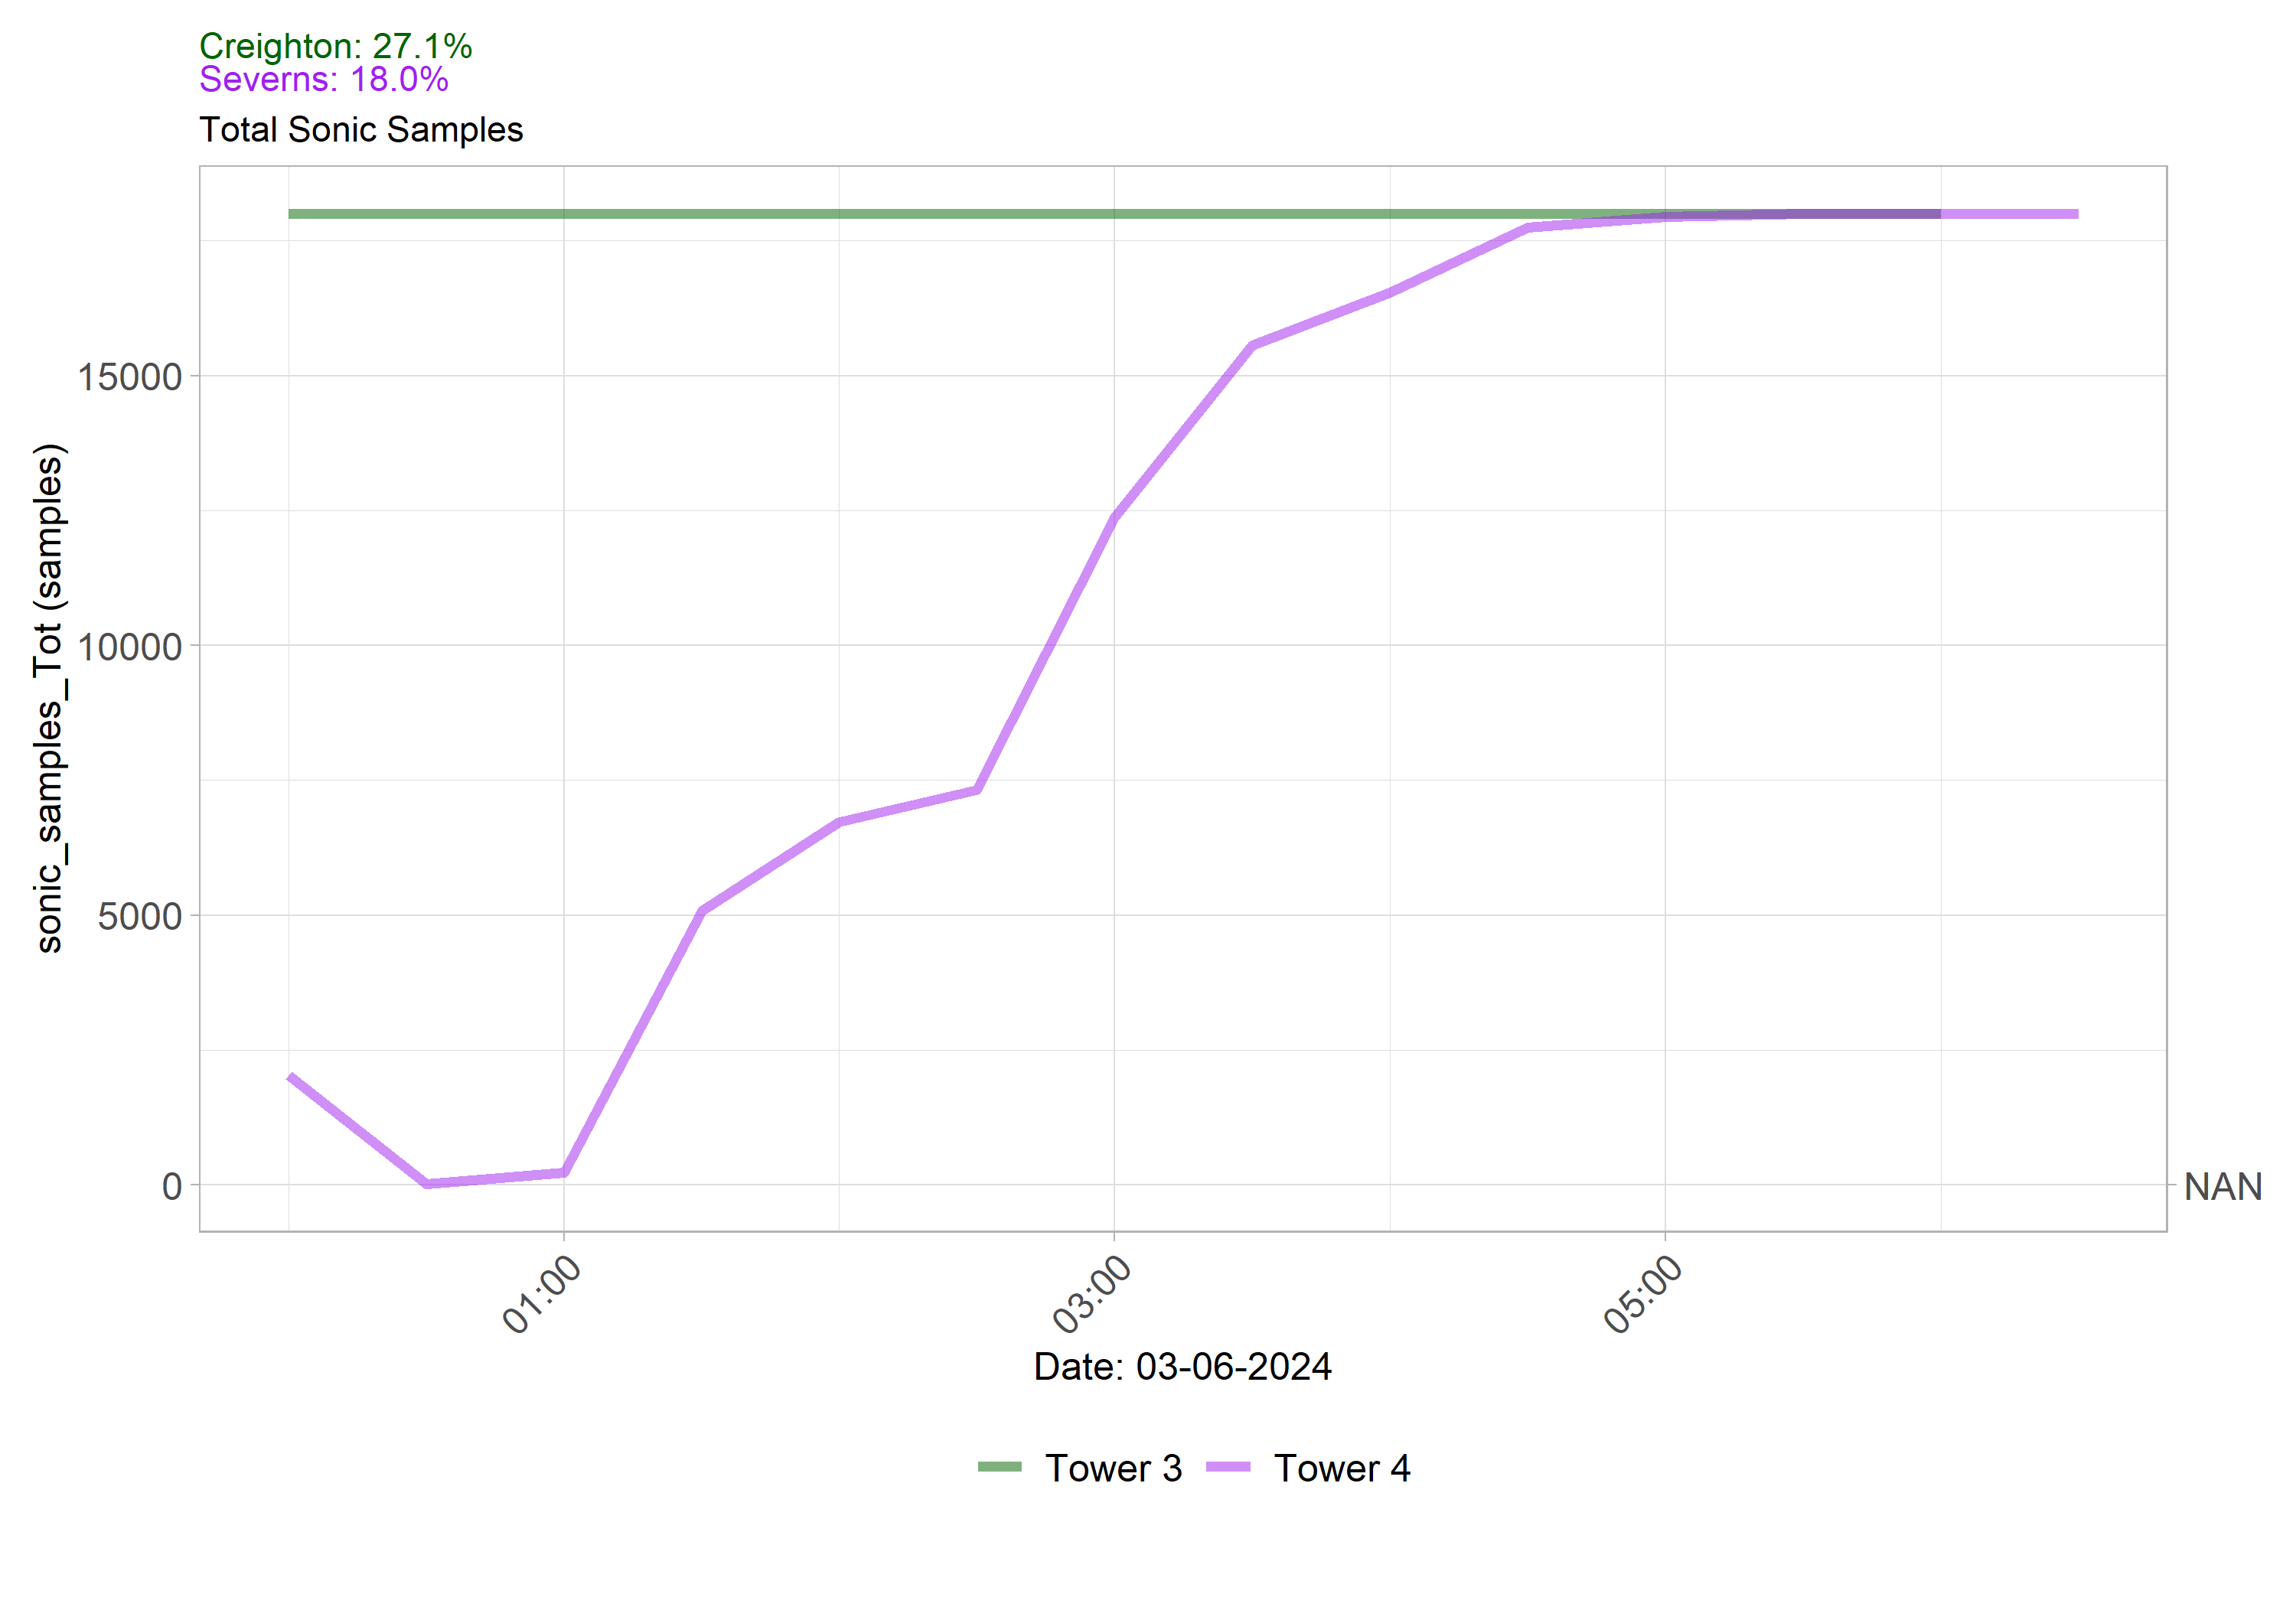 Creighton: 27.1%
Severns: 18.0%
Total Sonic Samples
sonic_samples_Tot (samples)
15000
10000
5000
0
NAN
01:00
03:00
05:00
Date: 03-06-2024
Tower 3
Tower 4